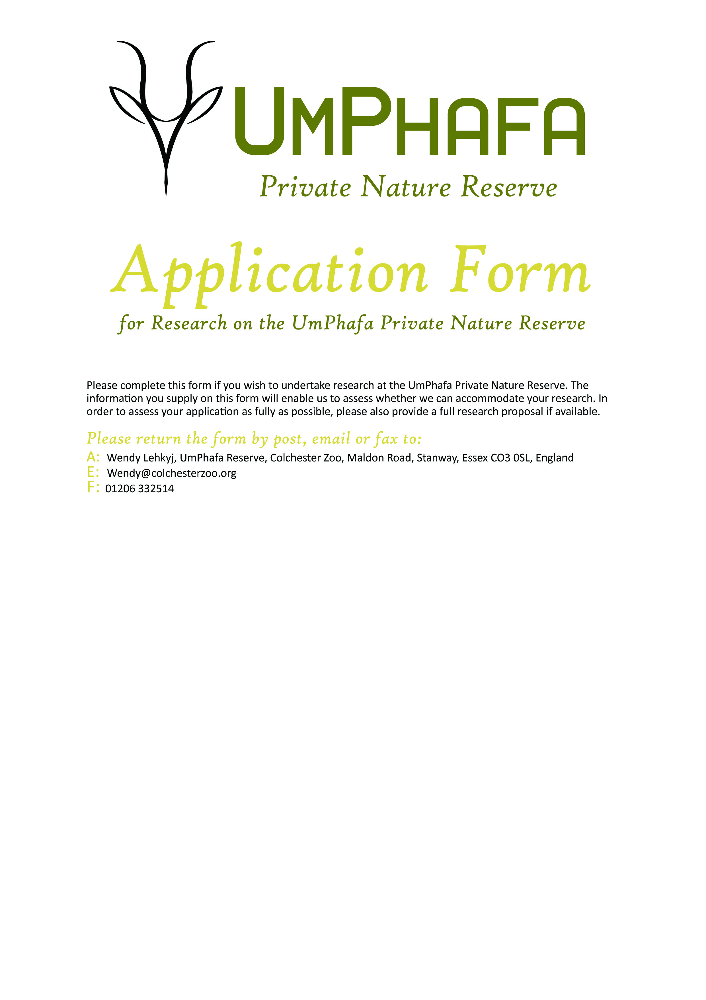 UMPHAFA
Private Nature Reserve
Application Form
for Research on the UmPhafa Private Nature Reserve
Please complete this form if you wish to undertake research at the UmPhafa Private Nature Reserve. The
information you supply on this form will enable us to assess whether we can accommodate your research. In
order to assess your application as fully as possible, please also provide a full research proposal if available.
Please return the form by post, email or fax to:
A: Wendy Lehkyj, UmPhafa Reserve, Colchester Zoo, Maldon Road, Stanway, Essex CO3 0SL, England
E: Wendy@colchesterzoo.org
F: 01206 332514